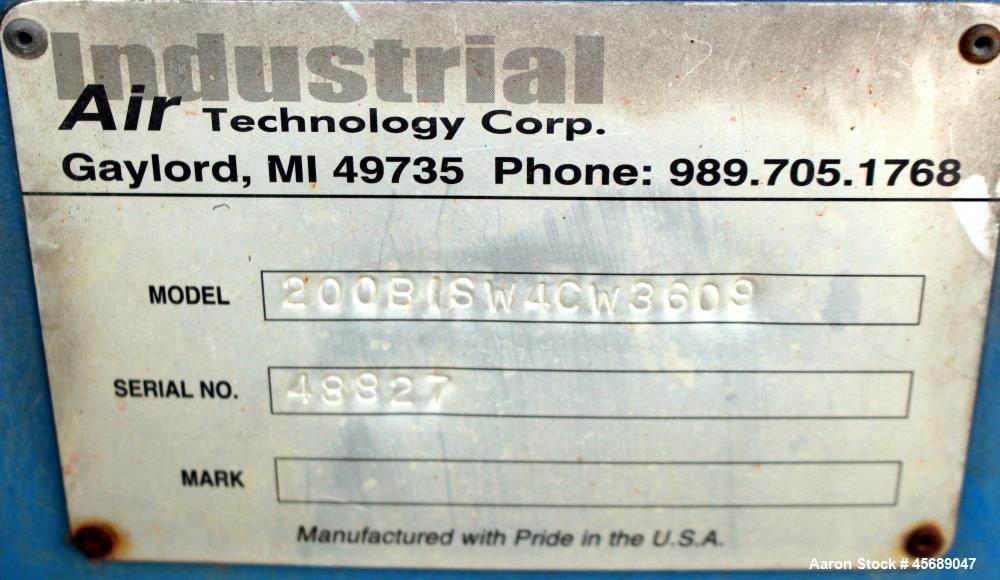 Industrial
Air Technology Corp.
Gaylord, MI 49735 Phone: 989.705.1768
MODEL 200BISW4CW3609
SERIAL NO. 48827
MARK
Manufactured with Pride in the U.S.A.
Aaron Stock # 45689047